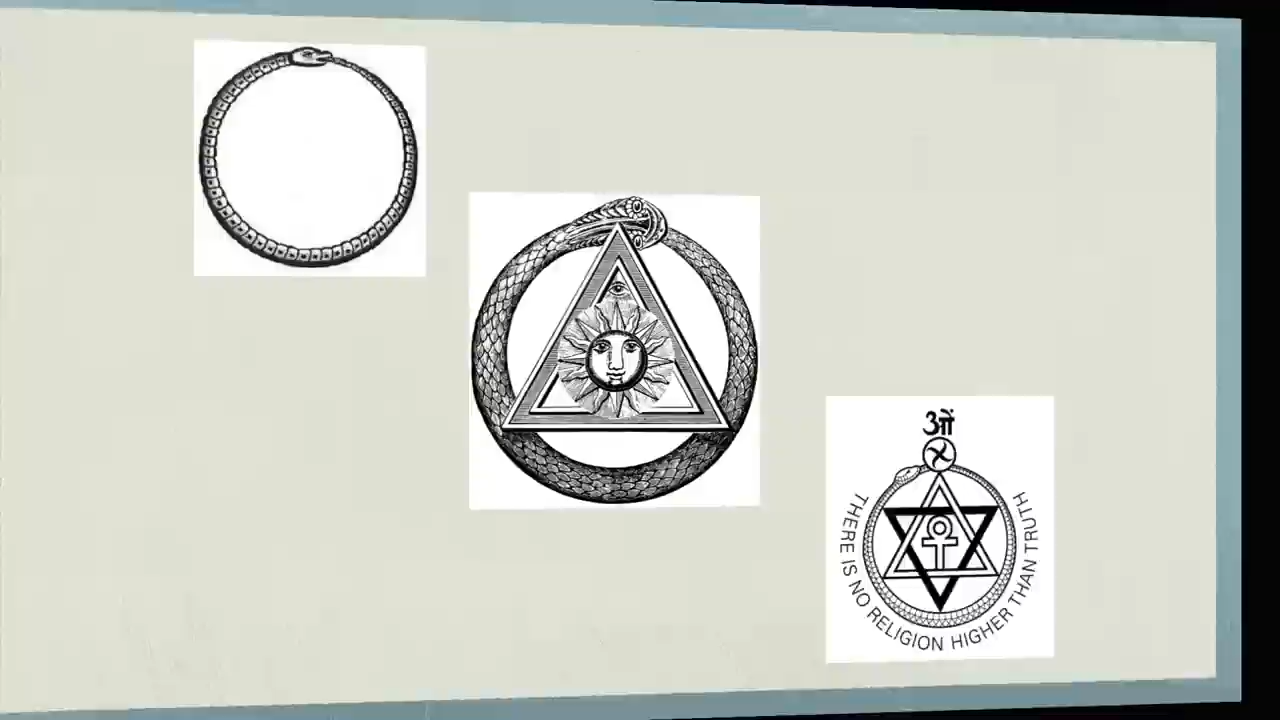 ओं
THERE IS NO RELIGION HIGHER THAN TRUTH